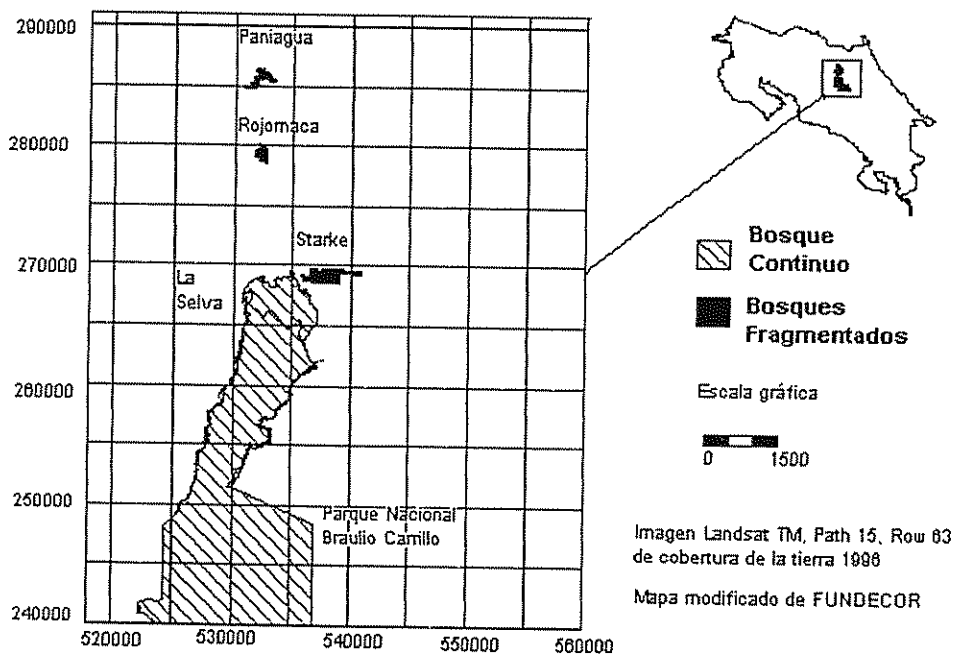 290000
Paniagua
280000
Rojomaca
Starke
270000
La
Selva
260000
250000
Parque Nacional
Braulio Carrillo
240000
520000
530000
540000
550000
560000
Bosque
Continuo
Bosques
Fragmentados
Escala gráfica
0 1500
Imagen Landsat TM, Path 15, Row 63
de cobertura de la tierra 1996
Mapa modificado de FUNDECOR